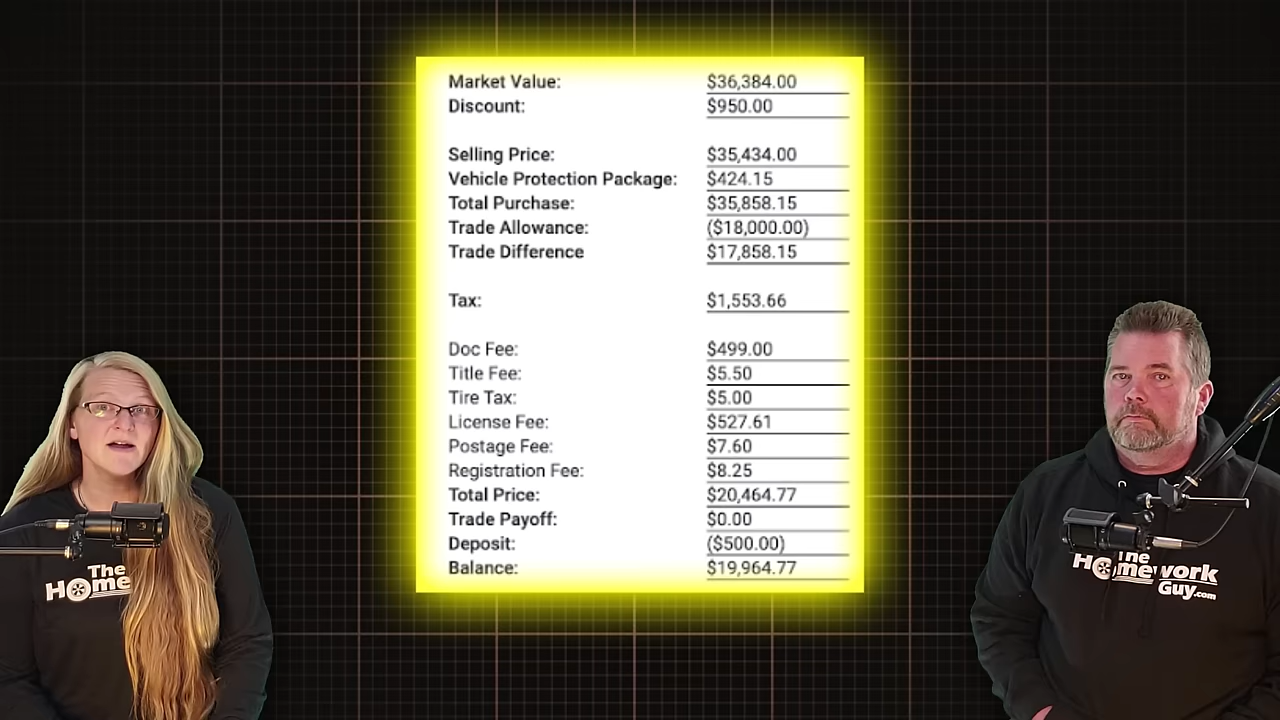 Market Value: $36,384.00
Discount: $950.00
Selling Price: $35,434.00
Vehicle Protection Package: $424.15
Total Purchase: $35,858.15
Trade Allowance: ($18,000.00)
Trade Difference $17,858.15
Tax: $1,553.66
Doc Fee: $499.00
Title Fee: $5.50
Tire Tax: $5.00
License Fee: $527.61
Postage Fee: $7.60
Registration Fee: $8.25
Total Price: $20,464.77
Trade Payoff: $0.00
Deposit: ($500.00)
Balance: $19,964.77
The
Home
The
Homework
Guy.com